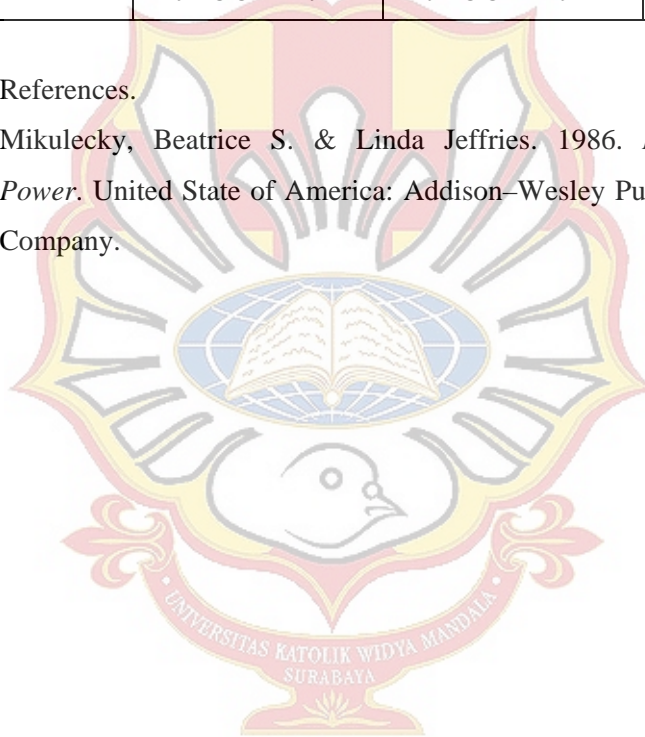 References.
Mikulecky, Beatrice S. & Linda Jeffries. 1986.
Power. United State of America: Addison–Wesley Pu
Company.
• UNIVERSITAS KATOLIK WIDYA MANDALA •
SURABAYA